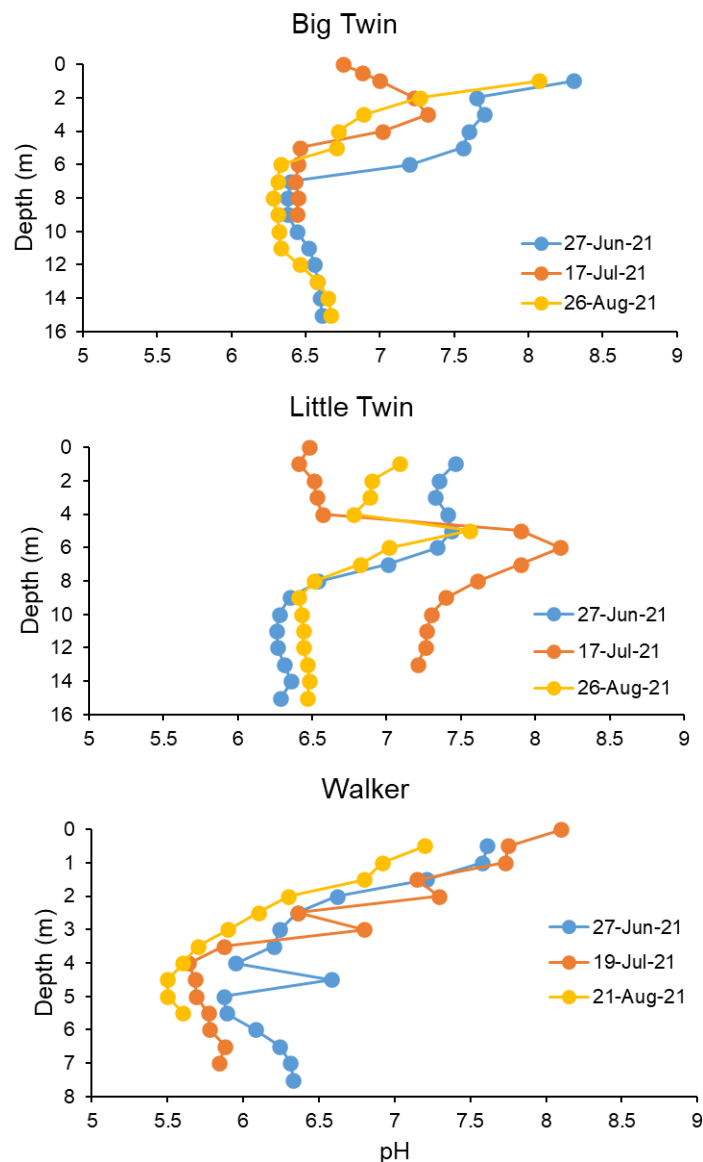 Big Twin
0
2
4
6
8
10
12
14
16
Depth (m)
27-Jun-21
17-Jul-21
26-Aug-21
5 5.5 6 6.5 7 7.5 8 8.5 9
Little Twin
0
2
4
6
8
10
12
14
16
Depth (m)
27-Jun-21
17-Jul-21
26-Aug-21
5 5.5 6 6.5 7 7.5 8 8.5 9
Walker
0
1
2
3
4
5
6
7
8
Depth (m)
27-Jun-21
19-Jul-21
21-Aug-21
5 5.5 6 6.5 7 7.5 8 8.5 9
pH